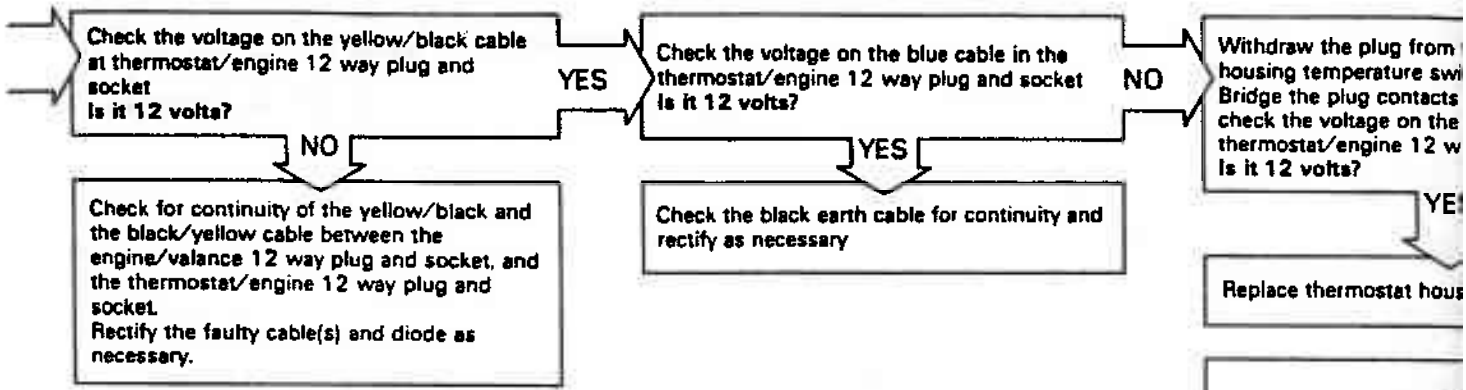 Check the voltage on the yellow/black cable
at thermostat/engine 12 way plug and
socket
Is it 12 volts?
YES
NO
Check for continuity of the yellow/black and
the black/yellow cable between the
engine/valance 12 way plug and socket, and
the thermostat/engine 12 way plug and
socket.
Rectify the faulty cable(s) and diode as
necessary.
Check the voltage on the blue cable in the
thermostat/engine 12 way plug and socket
Is it 12 volts?
NO
YES
Check the black earth cable for continuity and
rectify as necessary
Withdraw the plug from
housing temperature
Bridge the plug contacts
check the voltage on the
thermostat/engine 12
Is it 12 volts?
YES
Replace thermostat